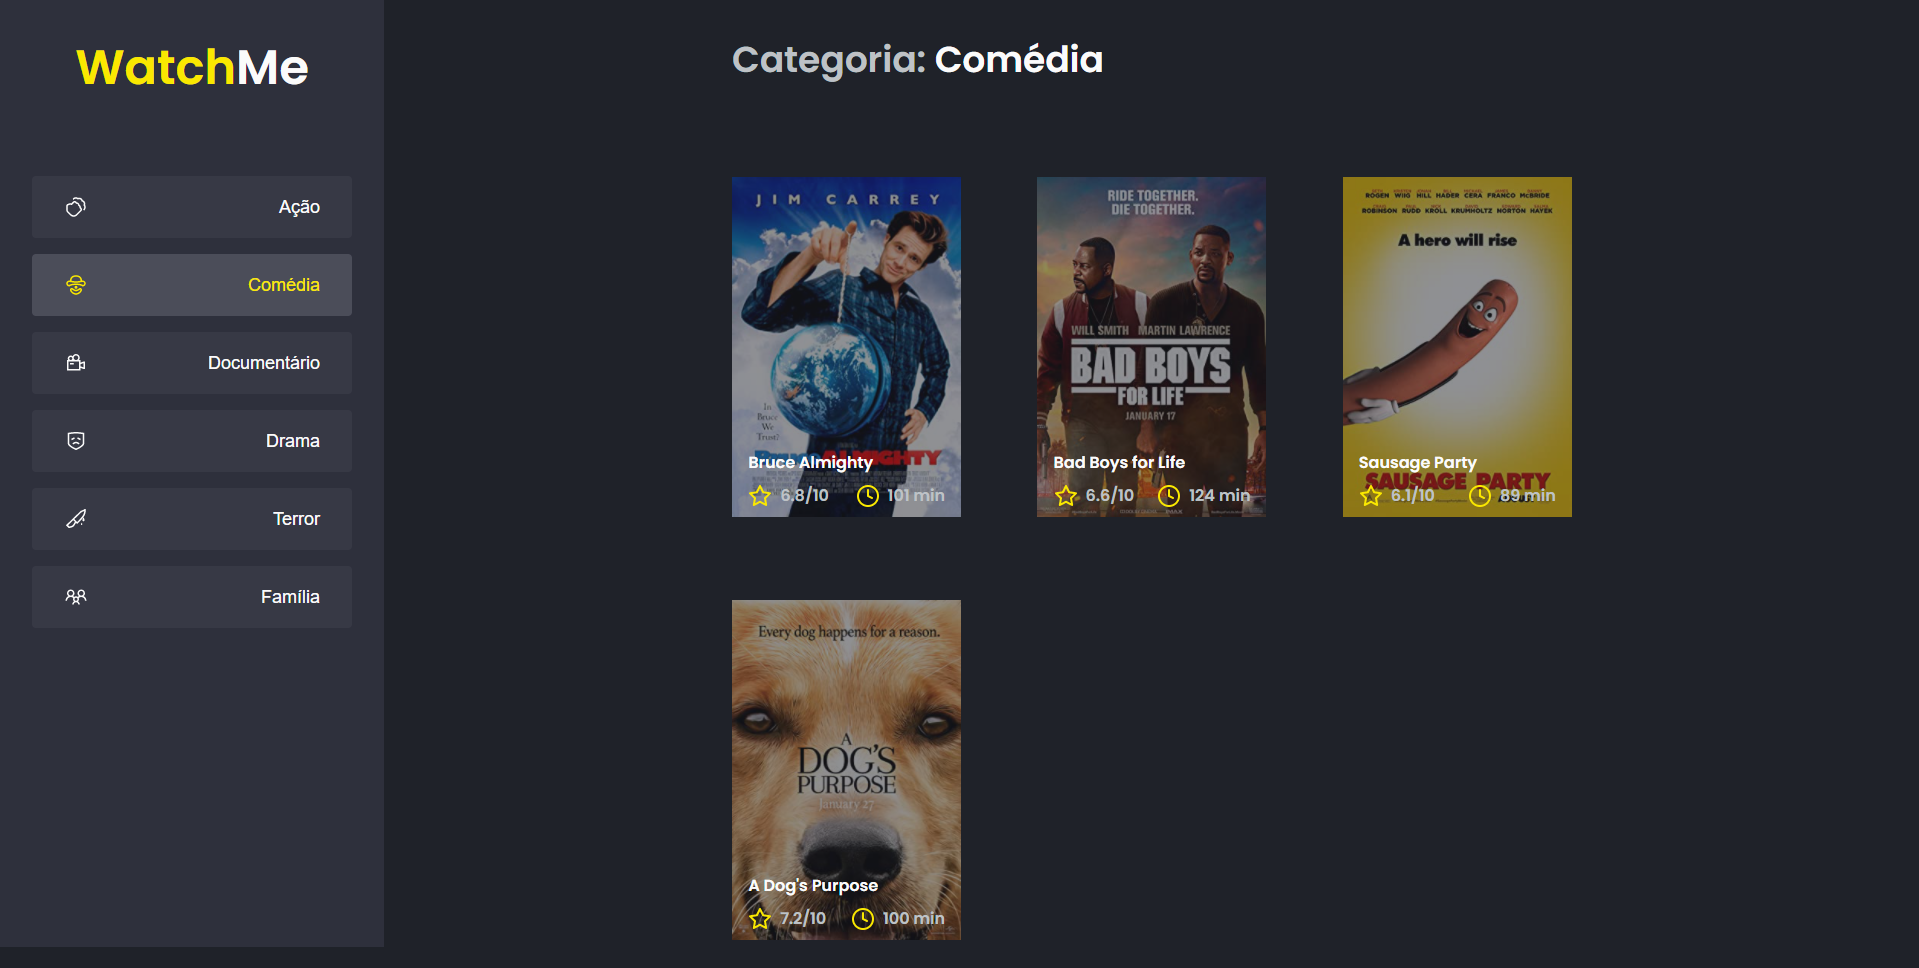 WatchMe
Ação
Comédia
Documentário
Drama
Terror
Família
Categoria: Comédia
JIM CARREY
In
Bruce
We
Trust?
BRUCE ALMIGHTY
Bruce Almighty
6.8/10 101 min
RIDE TOGETHER.
DIE TOGETHER.
WILL SMITH MARTIN LAWRENCE
BAD BOYS
FOR LIFE
JANUARY 17
Bad Boys for Life
6.6/10 124 min
ROGEN WIIG HILL HADER CERA FRANCO McBRIDE
ROBINSON RUDD KROLL KRUMHOLTZ NORTON HAYEK
A hero will rise
SAUSAGE PARTY
Sausage Party
6.1/10 89 min
Every dog happens for a reason.
A
DOG'S
PURPOSE
January 27
A Dog's Purpose
7.2/10 100 min